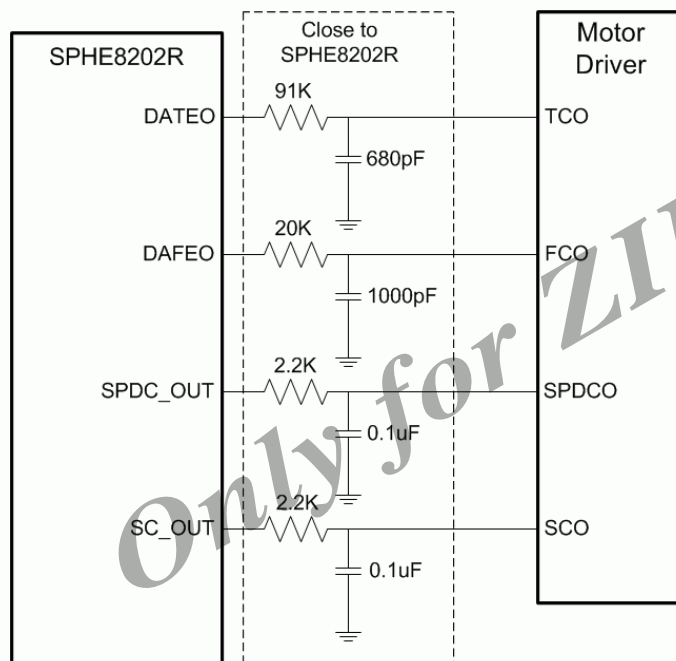 SPHE8202R
Close to
SPHE8202R
Motor
Driver
91K
DATEO
TCO
680pF
20K
DAFEO
FCO
1000pF
2.2K
SPDC_OUT
SPDCO
0.1uF
2.2K
SC_OUT
SCO
0.1uF
Only for ZI